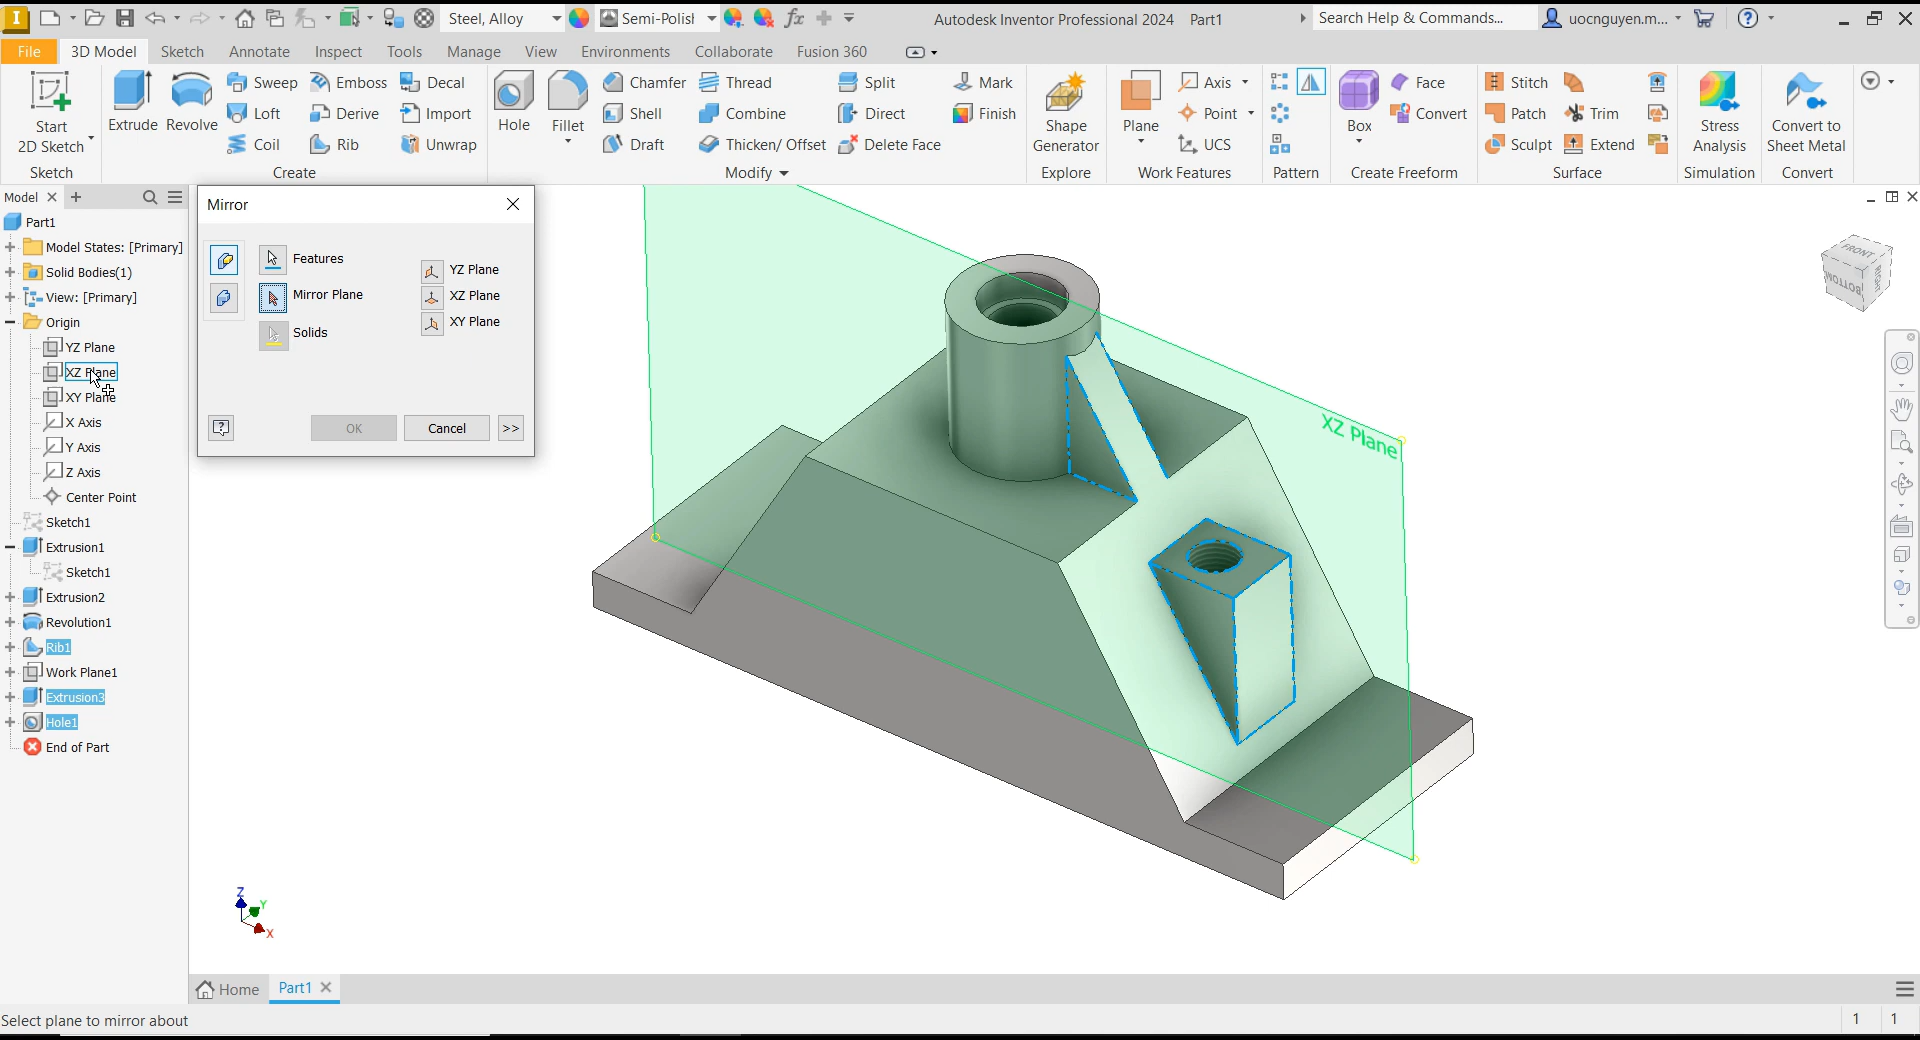 Steel, Alloy
Semi-Polish
Autodesk Inventor Professional 2024 Part1
Search Help & Commands...
uocnguyen.m...
File 3D Model Sketch Annotate Inspect Tools Manage View Environments Collaborate Fusion 360
Start
2D Sketch
Extrude
Revolve
Sweep
Loft
Coil
Emboss
Derive
Rib
Decal
Import
Unwrap
Hole
Fillet
Chamfer
Shell
Draft
Thread
Combine
Thicken/ Offset
Split
Direct
Delete Face
Mark
Finish
Shape
Generator
Plane
Axis
Point
UCS
Box
Face
Convert
Stitch
Patch
Sculpt
Trim
Extend
Stress
Analysis
Convert to
Sheet Metal
Sketch
Create
Modify
Explore
Work Features
Pattern
Create Freeform
Surface
Simulation
Convert
Model
Part1
Model States: [Primary]
Solid Bodies(1)
View: [Primary]
Origin
YZ Plane
XZ Plane
XY Plane
X Axis
Y Axis
Z Axis
Center Point
Sketch1
Extrusion1
Sketch1
Extrusion2
Revolution1
Rib1
Work Plane1
Extrusion3
Hole1
End of Part
Mirror
Features
Mirror Plane
Solids
YZ Plane
XZ Plane
XY Plane
OK
Cancel
>>
XZ Plane
FRONT
BOTTOM
Z
Y
X
Home
Part1
Select plane to mirror about
1 1